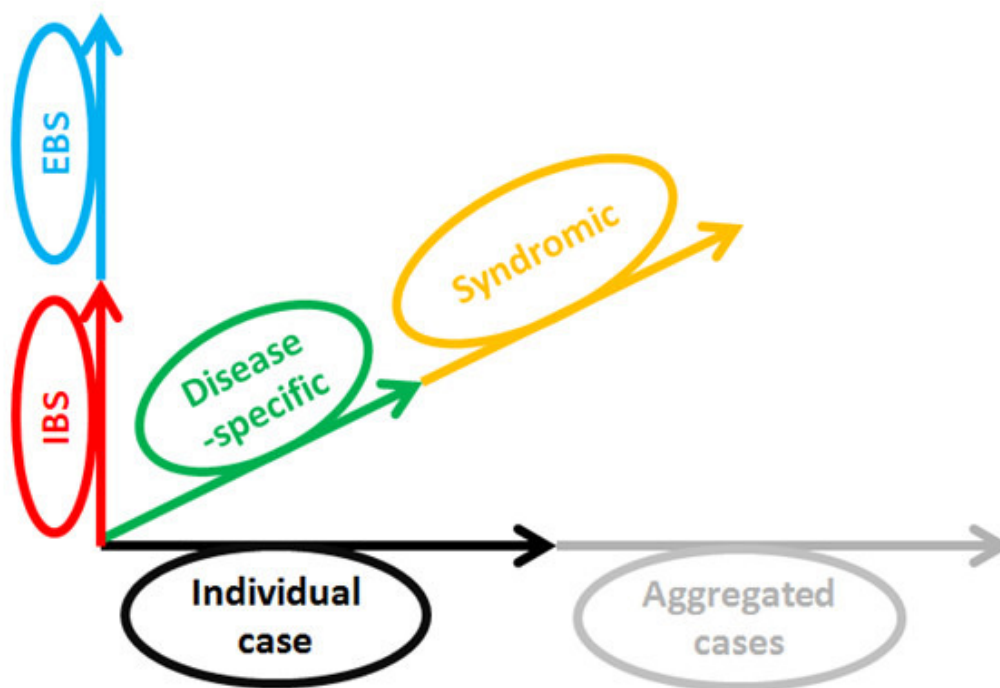 EBS
IBS
Syndromic
Disease
-specific
Individual
case
Aggregated
cases